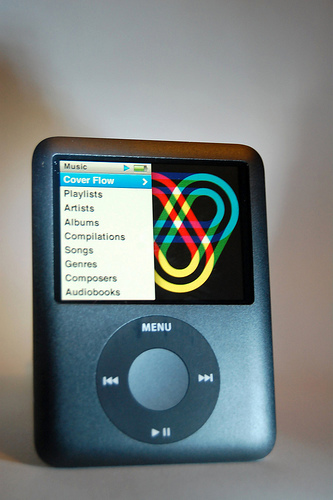 Music
Cover Flow
Playlists
Artists
Albums
Compilations
Songs
Genres
Composers
Audiobooks
MENU